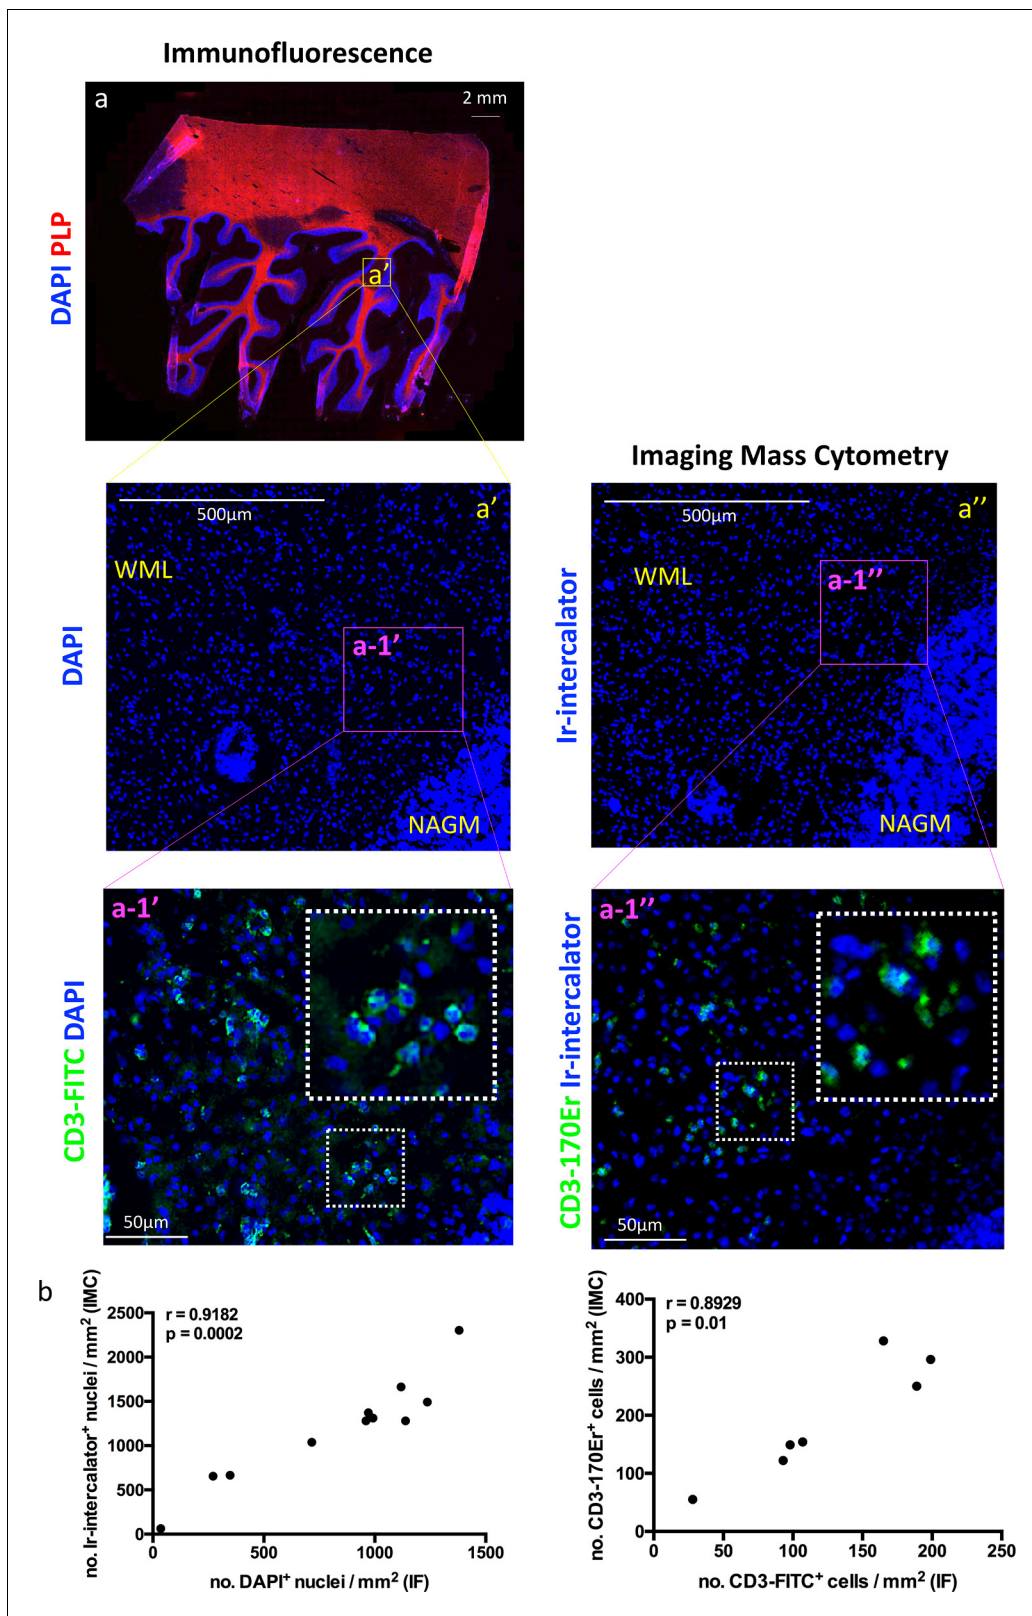 Immunofluorescence
a
2 mm
DAPI PLP
a'
Imaging Mass Cytometry
500μm
a'
WML
a-1'
NAGM
DAPI
500μm
a''
WML
a-1''
NAGM
Ir-intercalator
a-1'
50μm
CD3-FITC DAPI
a-1''
50μm
CD3-170Er Ir-intercalator
b
r = 0.9182
p = 0.0002
2500
2000
1500
1000
500
0
0 500 1000 1500
no. Ir-intercalator⁺ nuclei / mm² (IMC)
no. DAPI⁺ nuclei / mm² (IF)
r = 0.8929
p = 0.01
400
300
200
100
0
0 50 100 150 200 250
no. CD3-170Er⁺ cells / mm² (IMC)
no. CD3-FITC⁺ cells / mm² (IF)